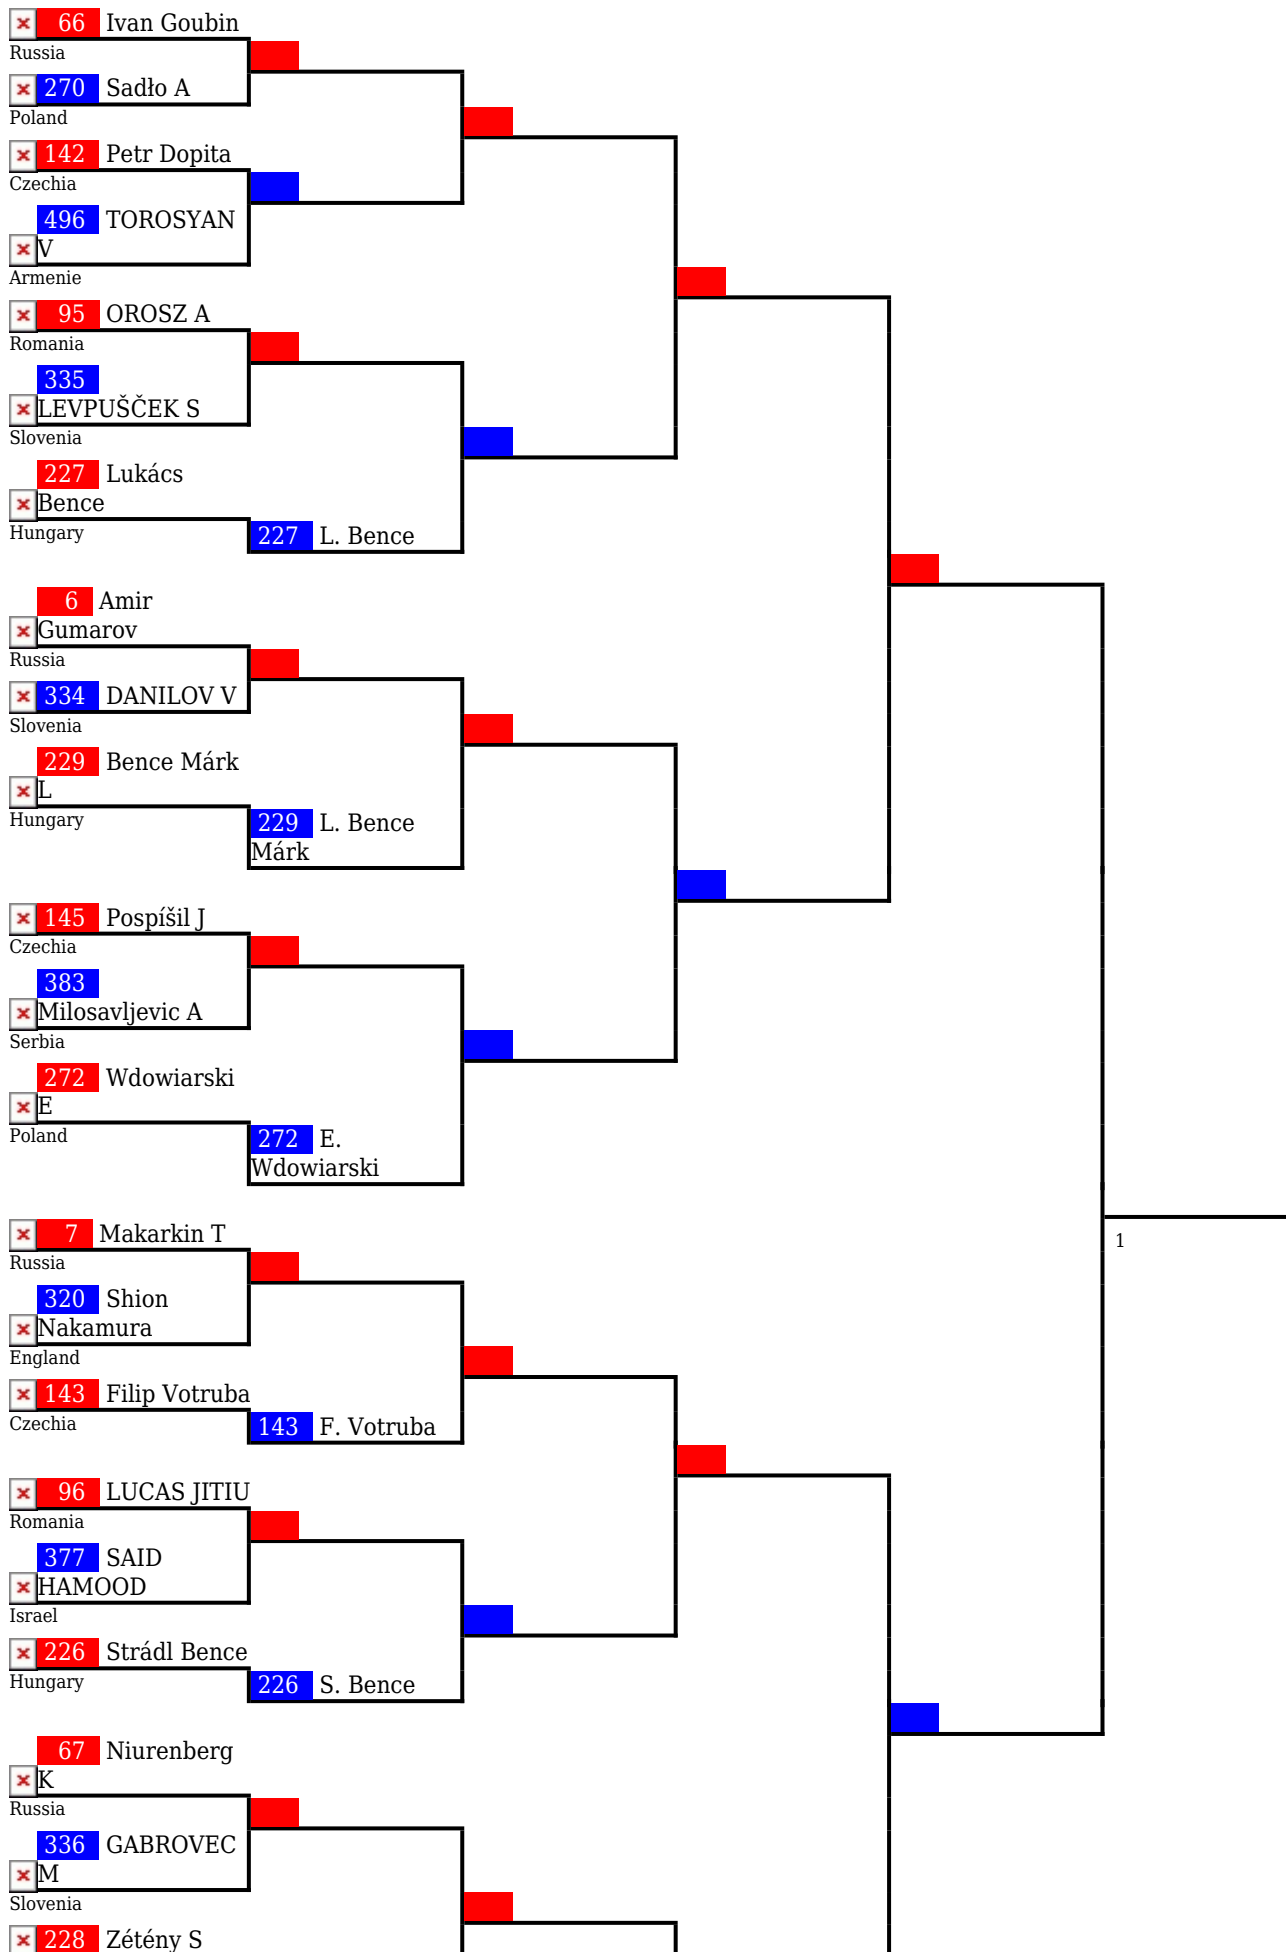 66 Ivan Goubin
Russia
270 Sadło A
Poland
142 Petr Dopita
Czechia
496 TOROSYAN
V
Armenie
95 OROSZ A
Romania
335
LEVPUŠČEK S
Slovenia
227 Lukács
Bence
Hungary
227 L. Bence
6 Amir
Gumarov
Russia
334 DANILOV V
Slovenia
229 Bence Márk
L
Hungary
229 L. Bence
Márk
145 Pospíšil J
Czechia
383
Milosavljevic A
Serbia
272 Wdowiarski
E
Poland
272 E.
Wdowiarski
7 Makarkin T
Russia
1
320 Shion
Nakamura
England
143 Filip Votruba
Czechia
143 F. Votruba
96 LUCAS JITIU
Romania
377 SAID
HAMOOD
Israel
226 Strádl Bence
Hungary
226 S. Bence
67 Niurenberg
K
Russia
336 GABROVEC
M
Slovenia
228 Zétény S